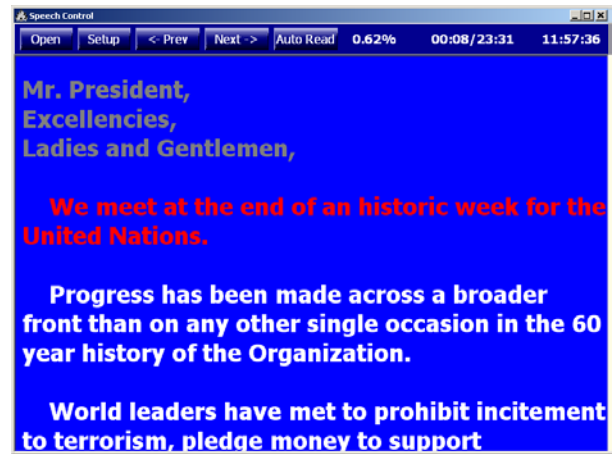 Speech Control
Open Setup <- Prev Next -> Auto Read 0.62% 00:08/23:31 11:57:36
Mr. President,
Excellencies,
Ladies and Gentlemen,
We meet at the end of an historic week for the
United Nations.
Progress has been made across a broader
front than on any other single occasion in the 60
year history of the Organization.
World leaders have met to prohibit incitement
to terrorism, pledge money to support